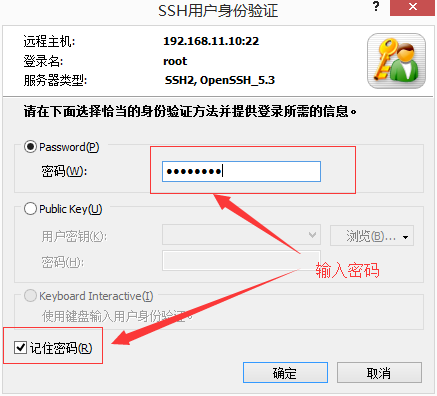 SSH用户身份验证
?
远程主机: 192.168.11.10:22
登录名: root
服务器类型: SSH2, OpenSSH_5.3
请在下面选择恰当的身份验证方法并提供登录所需的信息。
Password(P)
密码(W): ••••••••
Public Key(U)
用户密钥(K):
浏览(B)...
密码(H):
输入密码
Keyboard Interactive(I)
使用键盘输入用户身份验证。
记住密码(R)
确定 取消